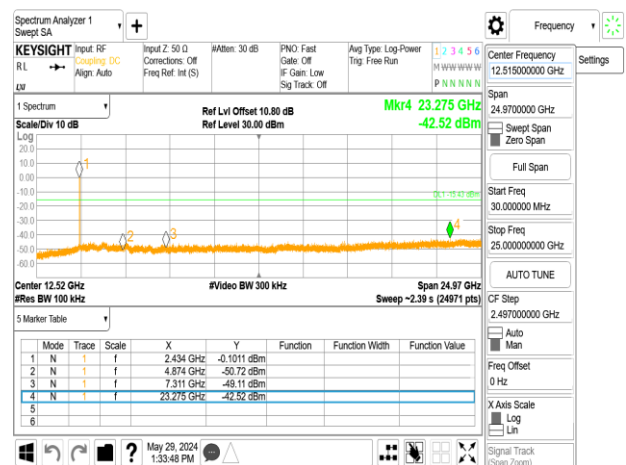 Spectrum Analyzer 1
Swept SA
+
Frequency
KEYSIGHT
RL
Input: RF
Coupling: DC
Align: Auto
Input Z: 50 Ω
Corrections: Off
Freq Ref: Int (S)
#Atten: 30 dB
PNO: Fast
Gate: Off
IF Gain: Low
Sig Track: Off
Avg Type: Log-Power
Trig: Free Run
1 2 3 4 5 6
M W W W W W
P N N N N N
Center Frequency
12.515000000 GHz
Settings
Span
24.9700000 GHz
Swept Span
Zero Span
Full Span
Start Freq
30.000000 MHz
Stop Freq
25.000000000 GHz
AUTO TUNE
CF Step
2.497000000 GHz
Auto
Man
Freq Offset
0 Hz
X Axis Scale
Log
Lin
Signal Track
(Span Zoom)
1 Spectrum
Scale/Div 10 dB
Ref Lvl Offset 10.80 dB
Ref Level 30.00 dBm
Mkr4 23.275 GHz
-42.52 dBm
Log
20.0
10.0
0.00
-10.0
-20.0
-30.0
-40.0
-50.0
-60.0
1
2
3
4
Center 12.52 GHz
#Video BW 300 kHz
Span 24.97 GHz
#Res BW 100 kHz
Sweep ~2.39 s (24971 pts)
5 Marker Table
Mode Trace Scale X Y Function Function Width Function Value
1 N 1 f 2.434 GHz -0.1011 dBm
2 N 1 f 4.874 GHz -50.72 dBm
3 N 1 f 7.311 GHz -49.11 dBm
4 N 1 f 23.275 GHz -42.52 dBm
5
6
?
May 29, 2024
1:33:48 PM